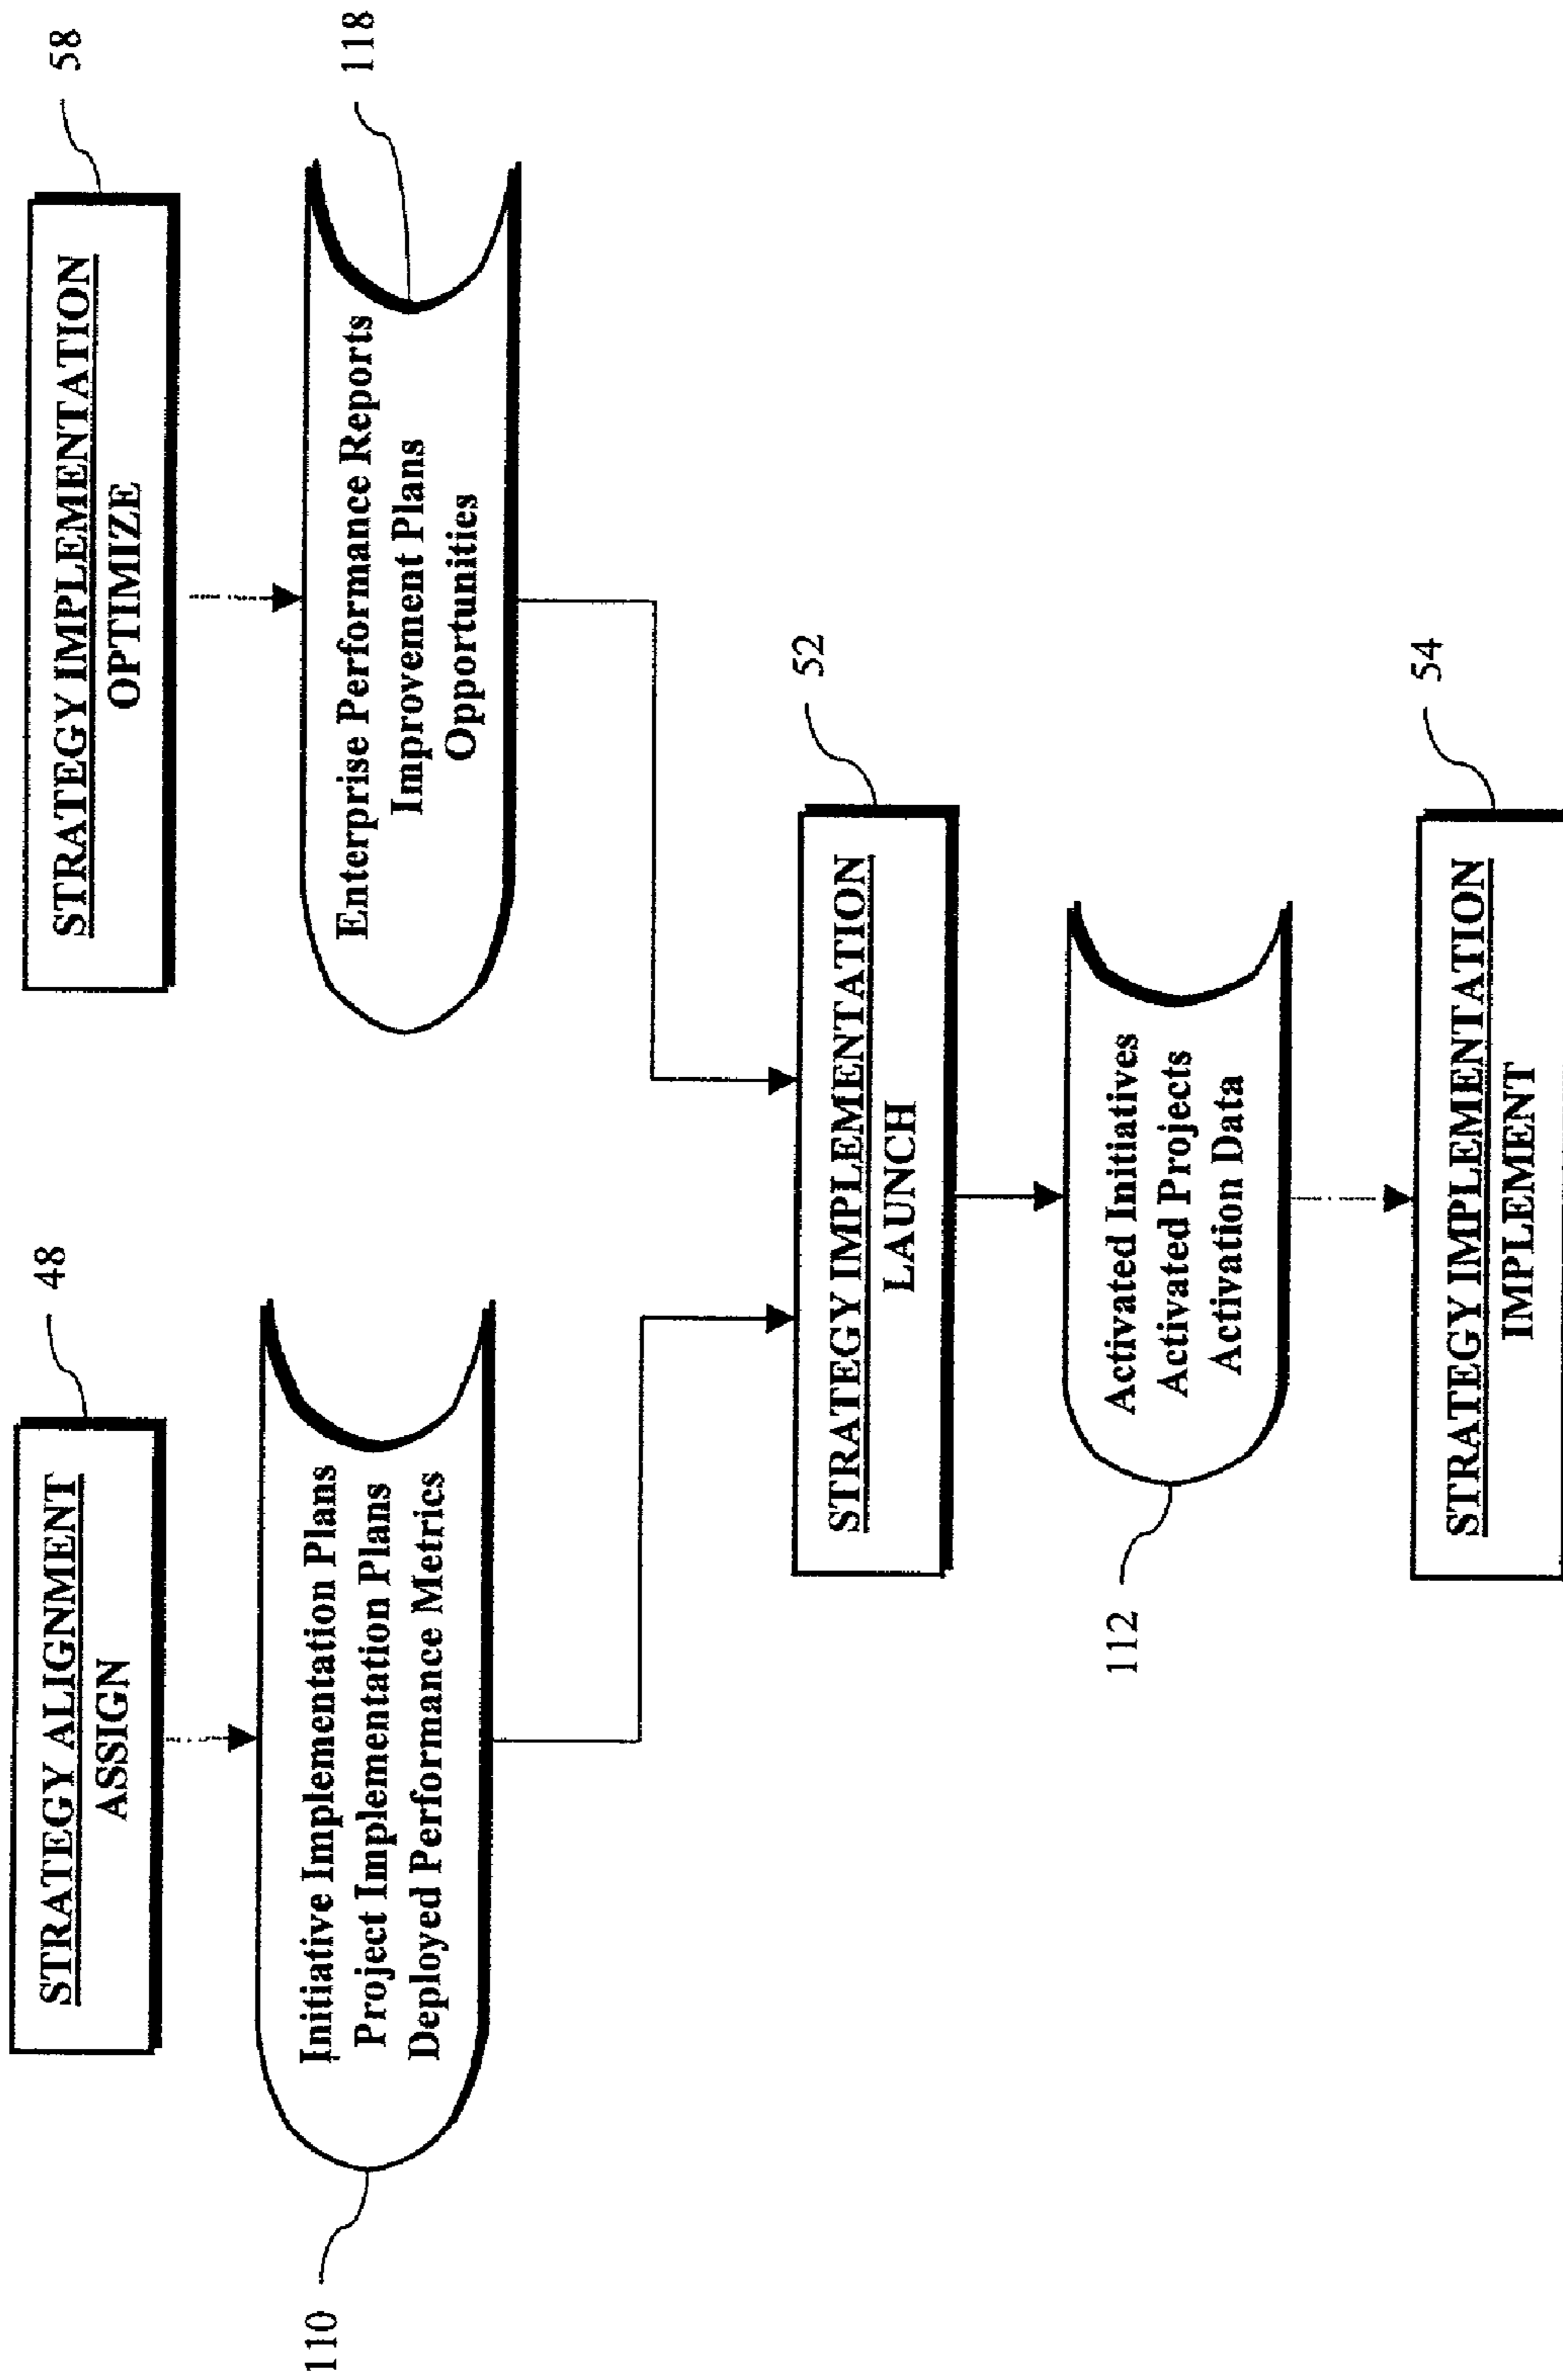 48
STRATEGY ALIGNMENT
ASSIGN
58
STRATEGY IMPLEMENTATION
OPTIMIZE
110
Initiative Implementation Plans
Project Implementation Plans
Deployed Performance Metrics
118
Enterprise Performance Reports
Improvement Plans
Opportunities
52
STRATEGY IMPLEMENTATION
LAUNCH
112
Activated Initiatives
Activated Projects
Activation Data
54
STRATEGY IMPLEMENTATION
IMPLEMENT